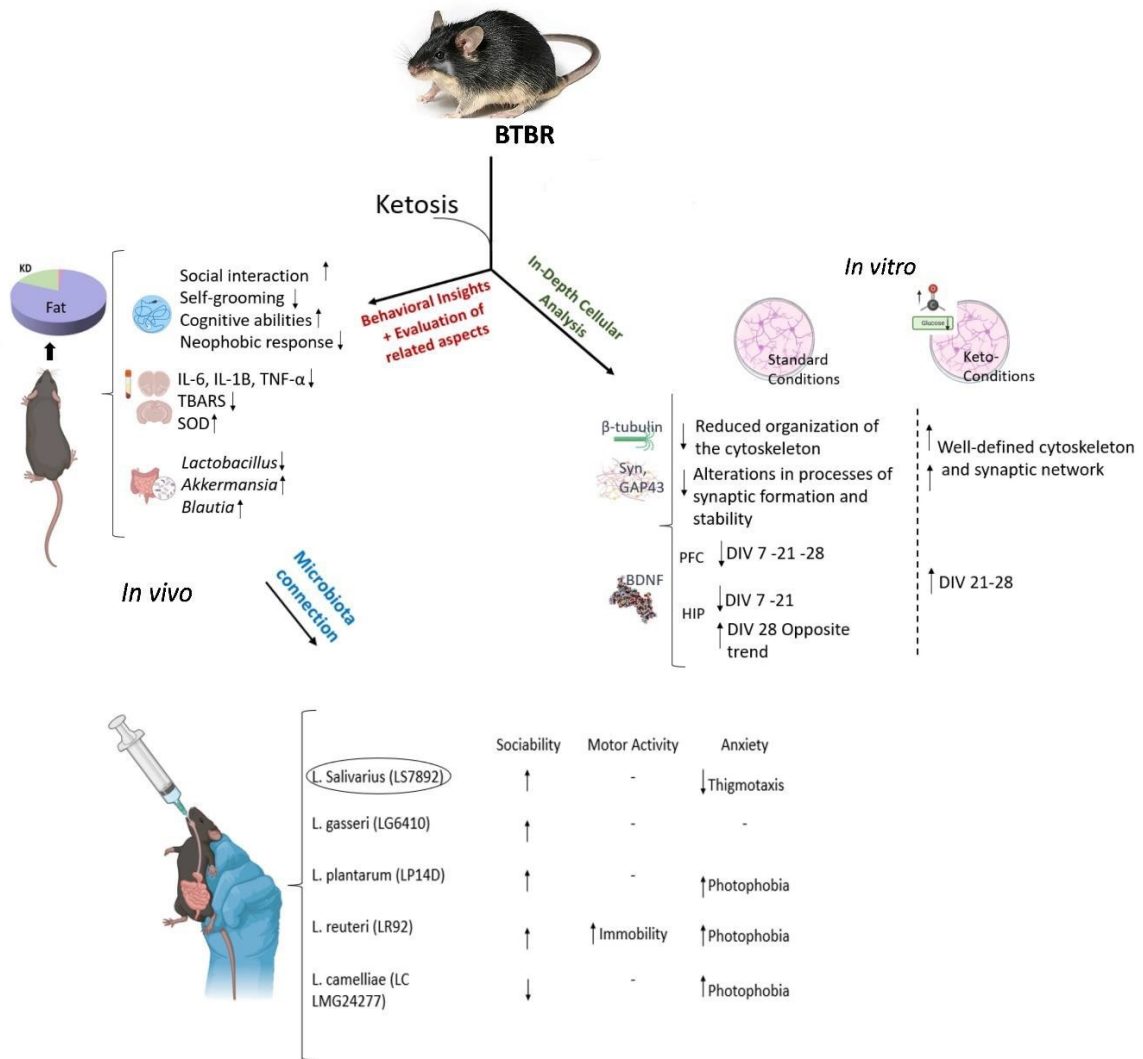 BTBR
Ketosis
KD
Fat
Social interaction ↑
Self-grooming ↓
Cognitive abilities ↑
Neophobic response ↓
IL-6, IL-1B, TNF-α ↓
TBARS ↓
SOD ↑
Lactobacillus ↓
Akkermansia ↑
Blautia ↑
In vivo
Behavioral Insights
+ Evaluation of
related aspects
In-Depth Cellular
Analysis
In vitro
Standard
Conditions
↑
Glucose ↓
Keto-
Conditions
β-tubulin
↓ Reduced organization of
the cytoskeleton
Syn,
GAP43
↓ Alterations in processes of
synaptic formation and
stability
↑ Well-defined cytoskeleton
↑ and synaptic network
BDNF
PFC ↓ DIV 7 -21 -28
HIP ↓ DIV 7 -21
↑ DIV 28 Opposite
trend
↑ DIV 21-28
Microbiota
connection
Sociability Motor Activity Anxiety
L. Salivarius (LS7892) ↑ - ↓ Thigmotaxis
L. gasseri (LG6410) ↑ - -
L. plantarum (LP14D) ↑ - ↑ Photophobia
L. reuteri (LR92) ↑ ↑ Immobility ↑ Photophobia
L. camelliae (LC ↓ - ↑ Photophobia
LMG24277)